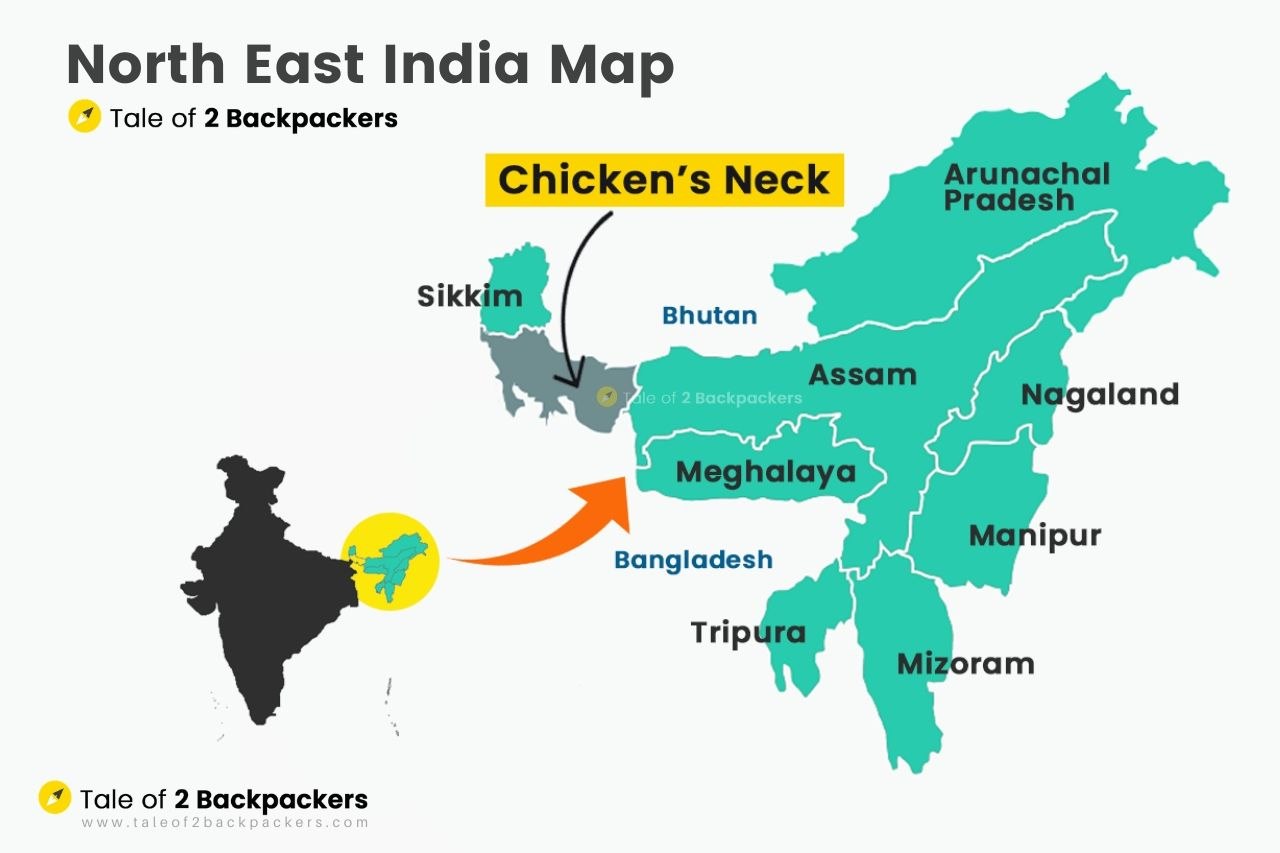 North East India Map
Tale of 2 Backpackers
Chicken's Neck
Arunachal
Pradesh
Sikkim
Bhutan
Assam
Nagaland
Tale of 2 Backpackers
Meghalaya
Manipur
Bangladesh
Tripura
Mizoram
Tale of 2 Backpackers
www.taleof2backpackers.com